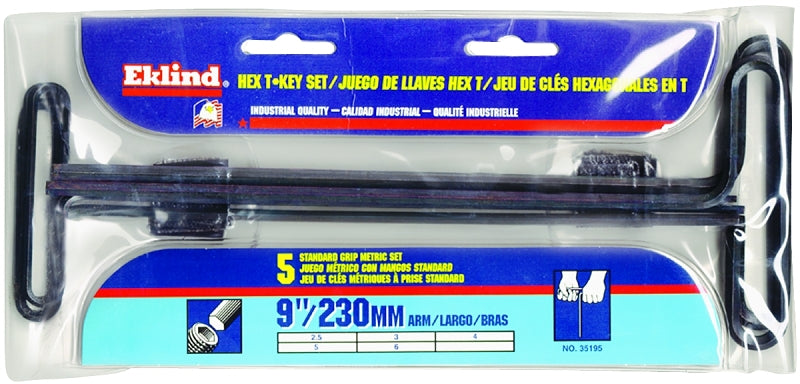 Eklind®
HEX T•KEY SET/JUEGO DE LLAVES HEX T/JEU DE CLÉS HEXAGONALES EN T
INDUSTRIAL QUALITY — CALIDAD INDUSTRIAL — QUALITÉ INDUSTRIELLE
5
STANDARD GRIP METRIC SET
JUEGO MÉTRICO CON MANGOS STANDARD
JEU DE CLÉS MÉTRIQUES À PRISE STANDARD
9"/230MM ARM/LARGO/BRAS
2.5 3 4
5 6
NO. 35195